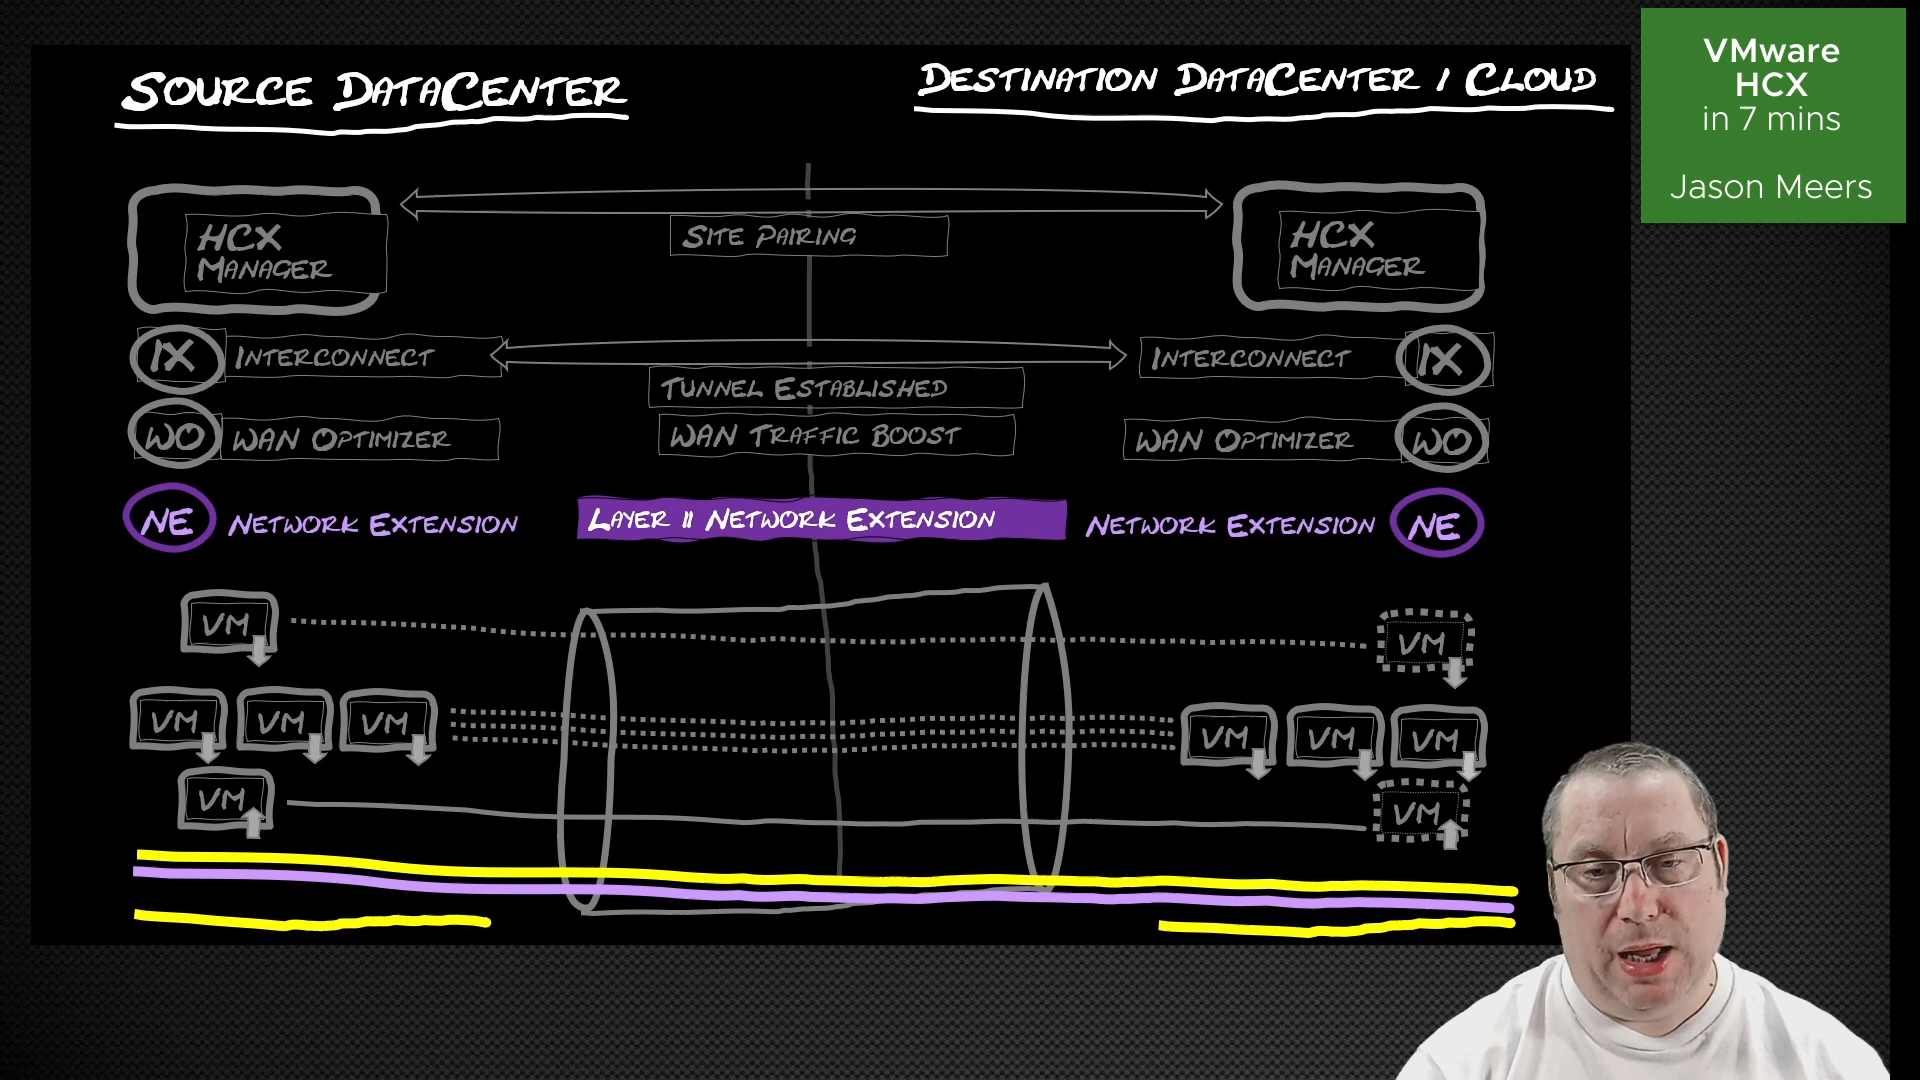 SOURCE DATACENTER
DESTINATION DATACENTER / CLOUD
VMware
HCX
in 7 mins
Jason Meers
HCX
MANAGER
SITE PAIRING
HCX
MANAGER
IX INTERCONNECT
INTERCONNECT IX
TUNNEL ESTABLISHED
WO WAN OPTIMIZER
WAN TRAFFIC BOOST
WAN OPTIMIZER WO
NE NETWORK EXTENSION
LAYER II NETWORK EXTENSION
NETWORK EXTENSION NE
VM
VM
VM VM VM
VM VM VM
VM
VM